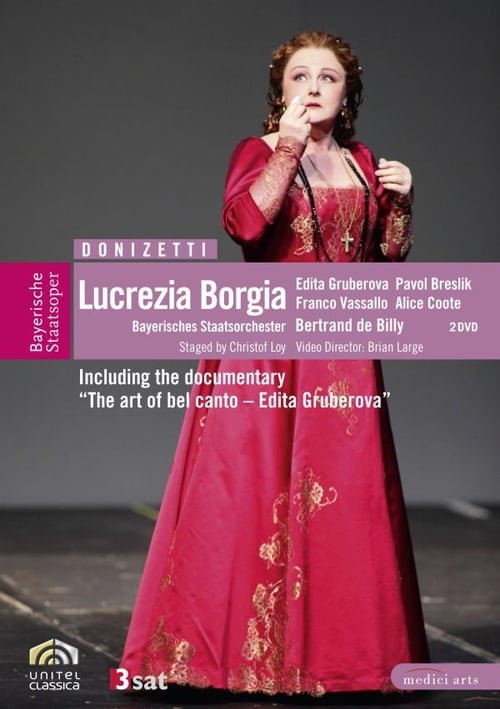 DONIZETTI
Bayerische
Staatsoper
Lucrezia Borgia
Bayerisches Staatsorchester
Staged by Christof Loy
Edita Gruberova Pavol Breslik
Franco Vassallo Alice Coote
Bertrand de Billy 2DVD
Video Director: Brian Large
Including the documentary
“The art of bel canto – Edita Gruberova”
UNITEL
CLASSICA
3sat
medici arts